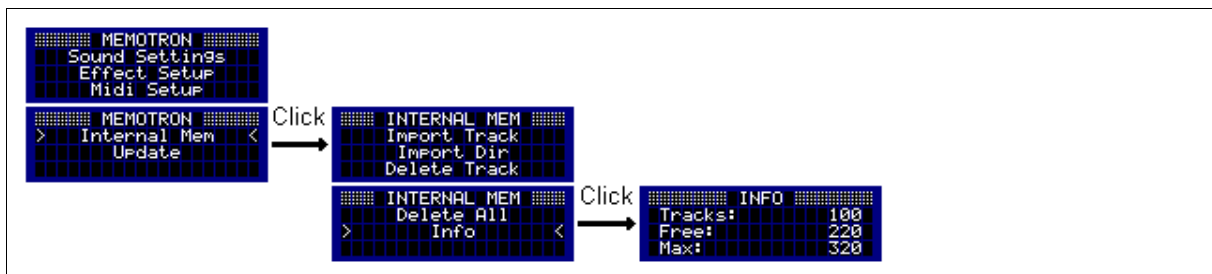 MEMOTRON
Sound Settings
Effect Setup
Midi Setup
MEMOTRON
> Internal Mem <
Update
Click
INTERNAL MEM
Import Track
Import Dir
Delete Track
INTERNAL MEM
Delete All
> Info <
Click
INFO
Tracks: 100
Free: 220
Max: 320